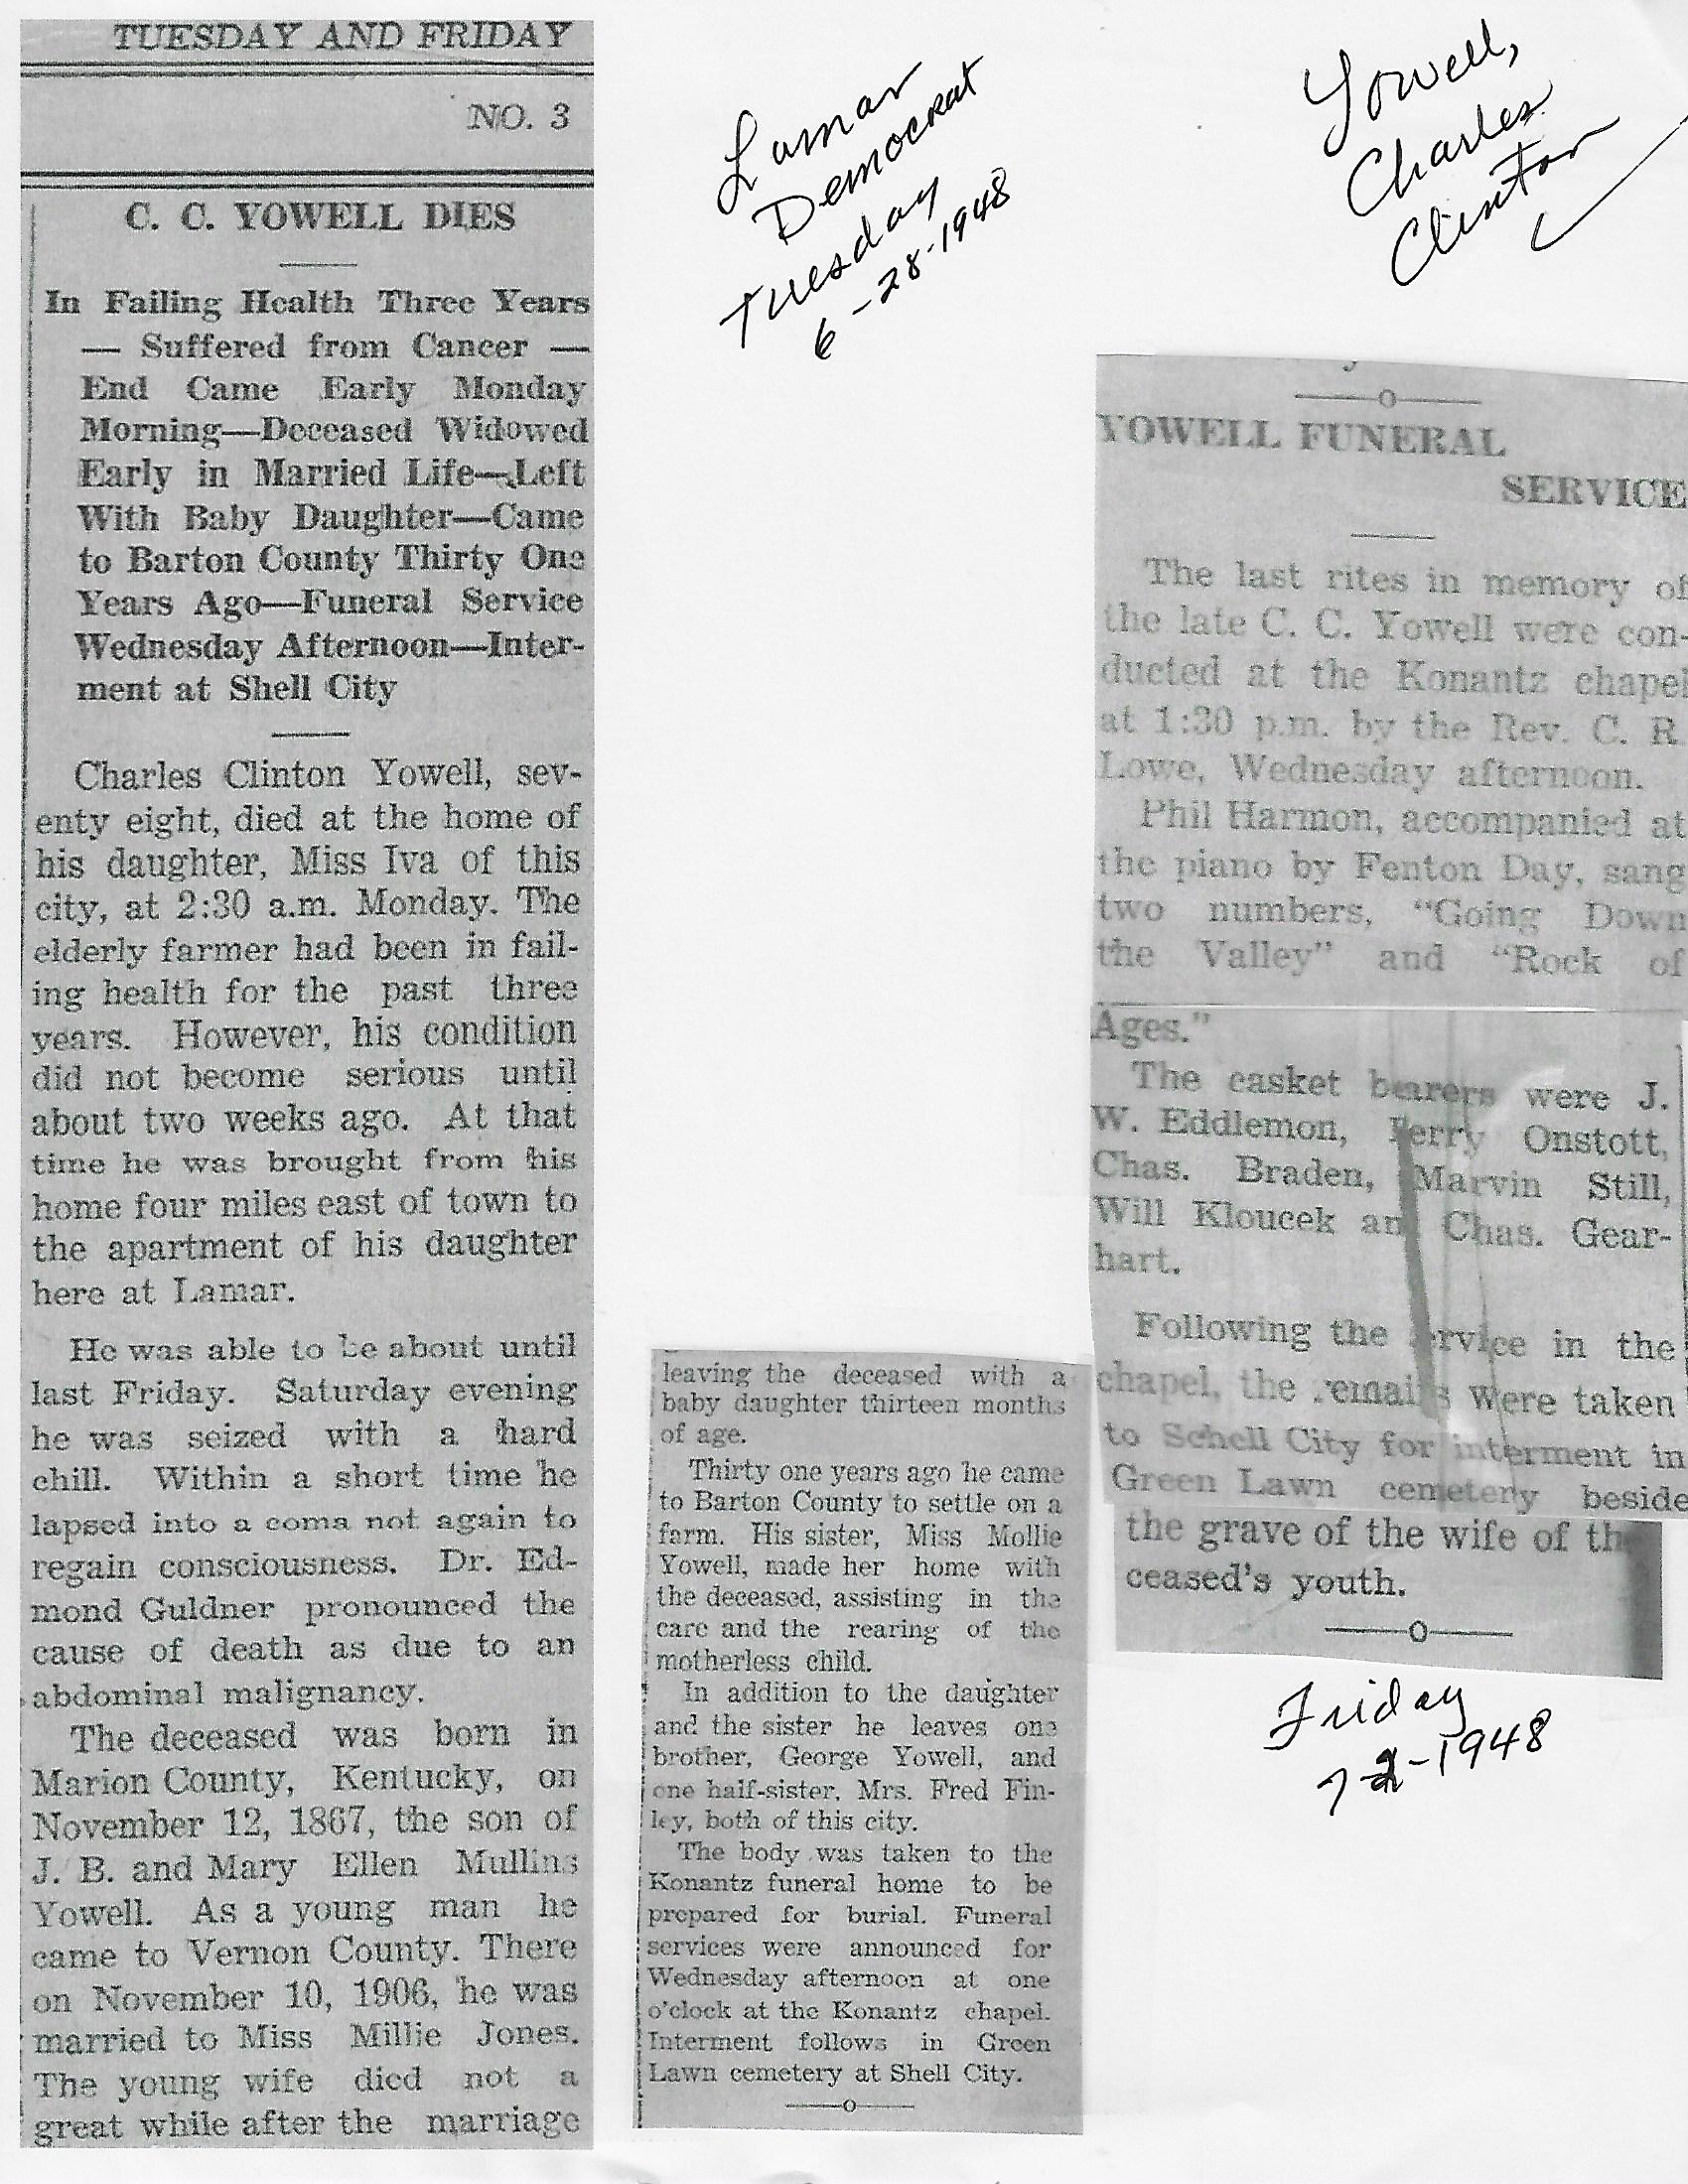 TUESDAY AND FRIDAY
NO. 3
C. C. YOWELL DIES
In Failing Health Three Years
— Suffered from Cancer —
End Came Early Monday
Morning—Deceased Widowed
Early in Married Life—Left
With Baby Daughter—Came
to Barton County Thirty One
Years Ago—Funeral Service
Wednesday Afternoon—Inter-
ment at Shell City
Charles Clinton Yowell, sev-
enty eight, died at the home of
his daughter, Miss Iva of this
city, at 2:30 a.m. Monday. The
elderly farmer had been in fail-
ing health for the past three
years. However, his condition
did not become serious until
about two weeks ago. At that
time he was brought from his
home four miles east of town to
the apartment of his daughter
here at Lamar.
He was able to be about until
last Friday. Saturday evening
he was seized with a hard
chill. Within a short time he
lapsed into a coma not again to
regain consciousness. Dr. Ed-
mond Guldner pronounced the
cause of death as due to an
abdominal malignancy.
The deceased was born in
Marion County, Kentucky, on
November 12, 1867, the son of
J. B. and Mary Ellen Mullins
Yowell. As a young man he
came to Vernon County. There
on November 10, 1906, he was
married to Miss Millie Jones.
The young wife died not a
great while after the marriage
Lamar
Democrat
Tuesday
6-28-1948
leaving the deceased with a
baby daughter thirteen months
of age.
Thirty one years ago he came
to Barton County to settle on a
farm. His sister, Miss Mollie
Yowell, made her home with
the deceased, assisting in the
care and the rearing of the
motherless child.
In addition to the daughter
and the sister he leaves one
brother, George Yowell, and
one half-sister, Mrs. Fred Fin-
ley, both of this city.
The body was taken to the
Konantz funeral home to be
prepared for burial. Funeral
services were announced for
Wednesday afternoon at one
o'clock at the Konantz chapel.
Interment follows in Green
Lawn cemetery at Shell City.
—o—
Yowell,
Charles
Clinton
—o—
YOWELL FUNERAL
SERVICE
The last rites in memory of
the late C. C. Yowell were con-
ducted at the Konantz chapel
at 1:30 p.m. by the Rev. C. R.
Lowe, Wednesday afternoon.
Phil Harmon, accompanied at
the piano by Fenton Day, sang
two numbers, "Going Down
the Valley" and "Rock of
Ages."
The casket bearers were J.
W. Eddlemon, Perry Onstott,
Chas. Braden, Marvin Still,
Will Kloucek an Chas. Gear-
hart.
Following the ervice in the
chapel, the remains were taken
to Schell City for interment in
Green Lawn cemetery beside
the grave of the wife of th
ceased's youth.
—o—
Friday
7-2-1948